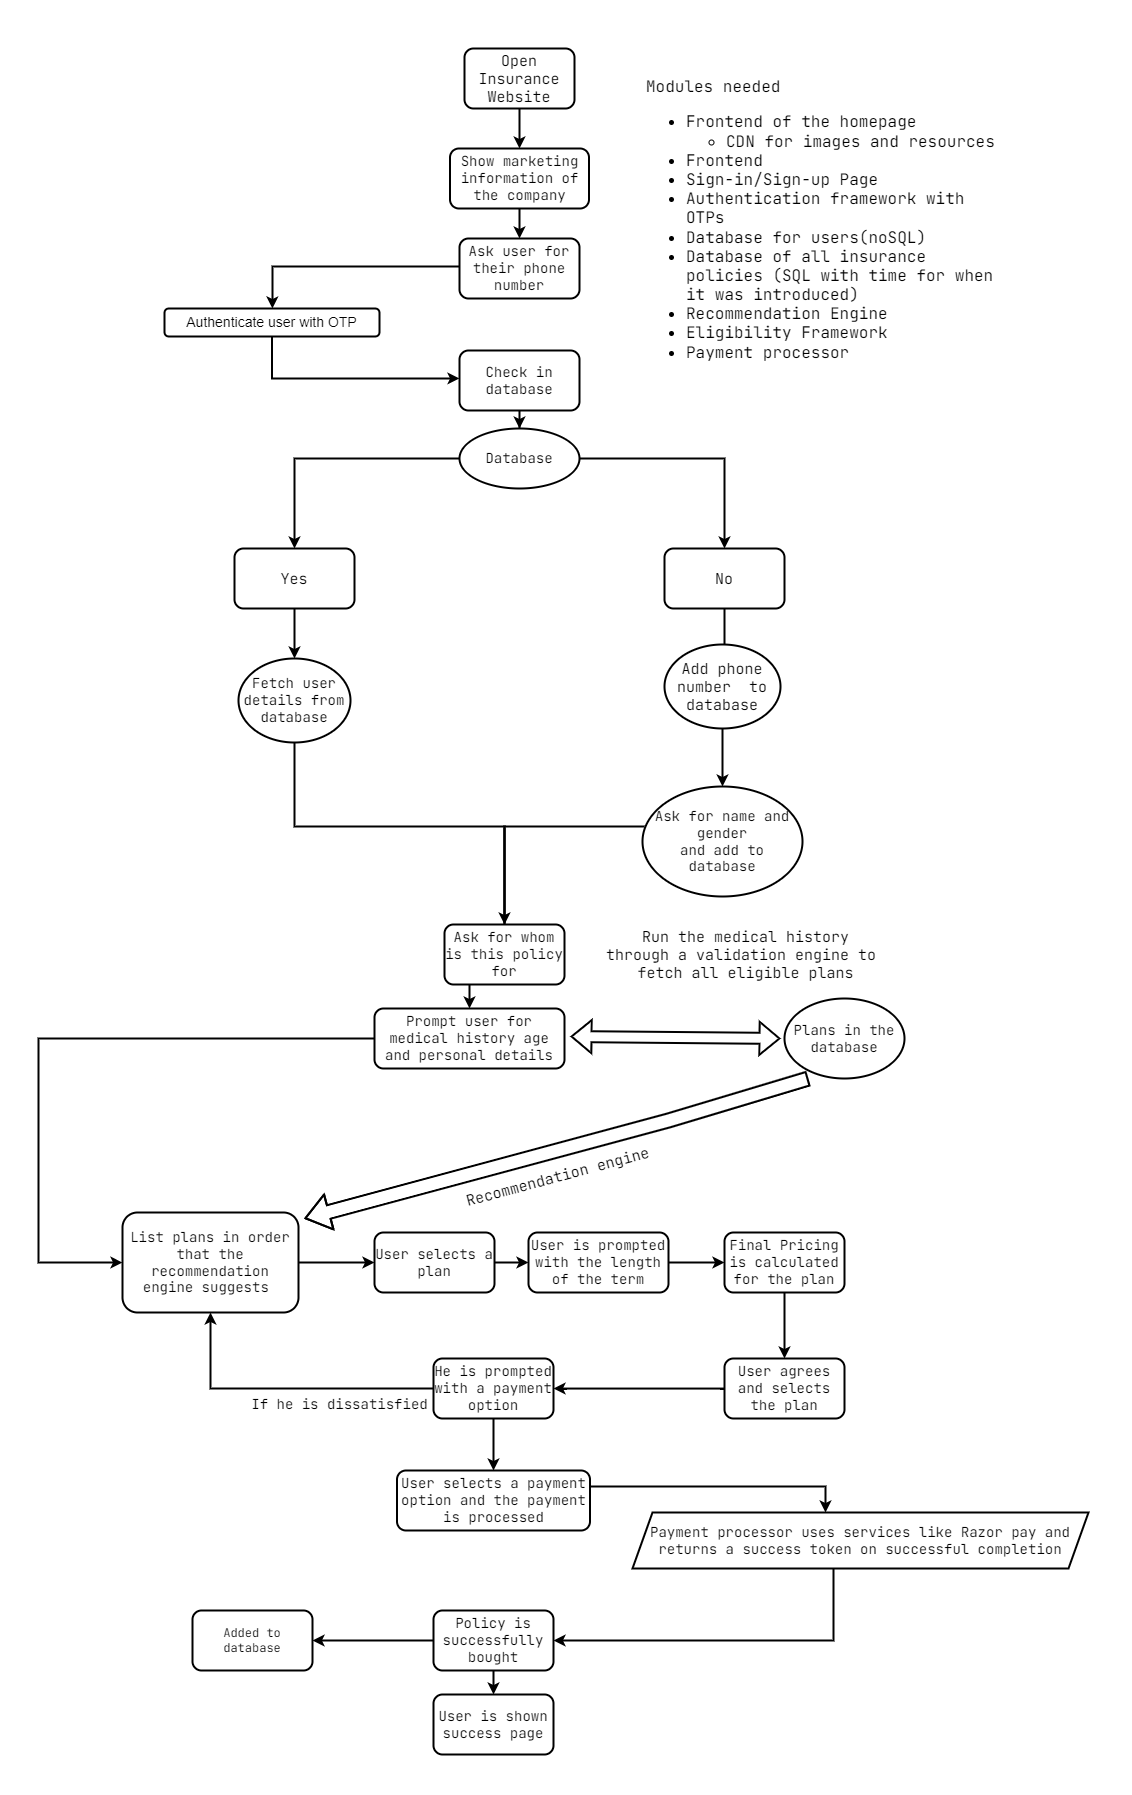 Open
Insurance
Website
Modules needed
Frontend of the homepage
CDN for images and resources
Frontend
Sign-in/Sign-up Page
Authentication framework with
OTPs
Database for users(noSQL)
Database of all insurance
policies (SQL with time for when
it was introduced)
Recommendation Engine
Eligibility Framework
Payment processor
Show marketing
information of
the company
Ask user for
their phone
number
Authenticate user with OTP
Check in
database
Database
Yes
No
Fetch user
details from
database
Add phone
number to
database
Ask for name and
gender
and add to
database
Ask for whom
is this policy
for
Run the medical history
through a validation engine to
fetch all eligible plans
Prompt user for
medical history age
and personal details
Plans in the
database
Recommendation engine
List plans in order
that the
recommendation
engine suggests
User selects a
plan
User is prompted
with the length
of the term
Final Pricing
is calculated
for the plan
User agrees
and selects
the plan
He is prompted
with a payment
option
If he is dissatisfied
User selects a payment
option and the payment
is processed
Payment processor uses services like Razor pay and
returns a success token on successful completion
Policy is
successfully
bought
Added to
database
User is shown
success page